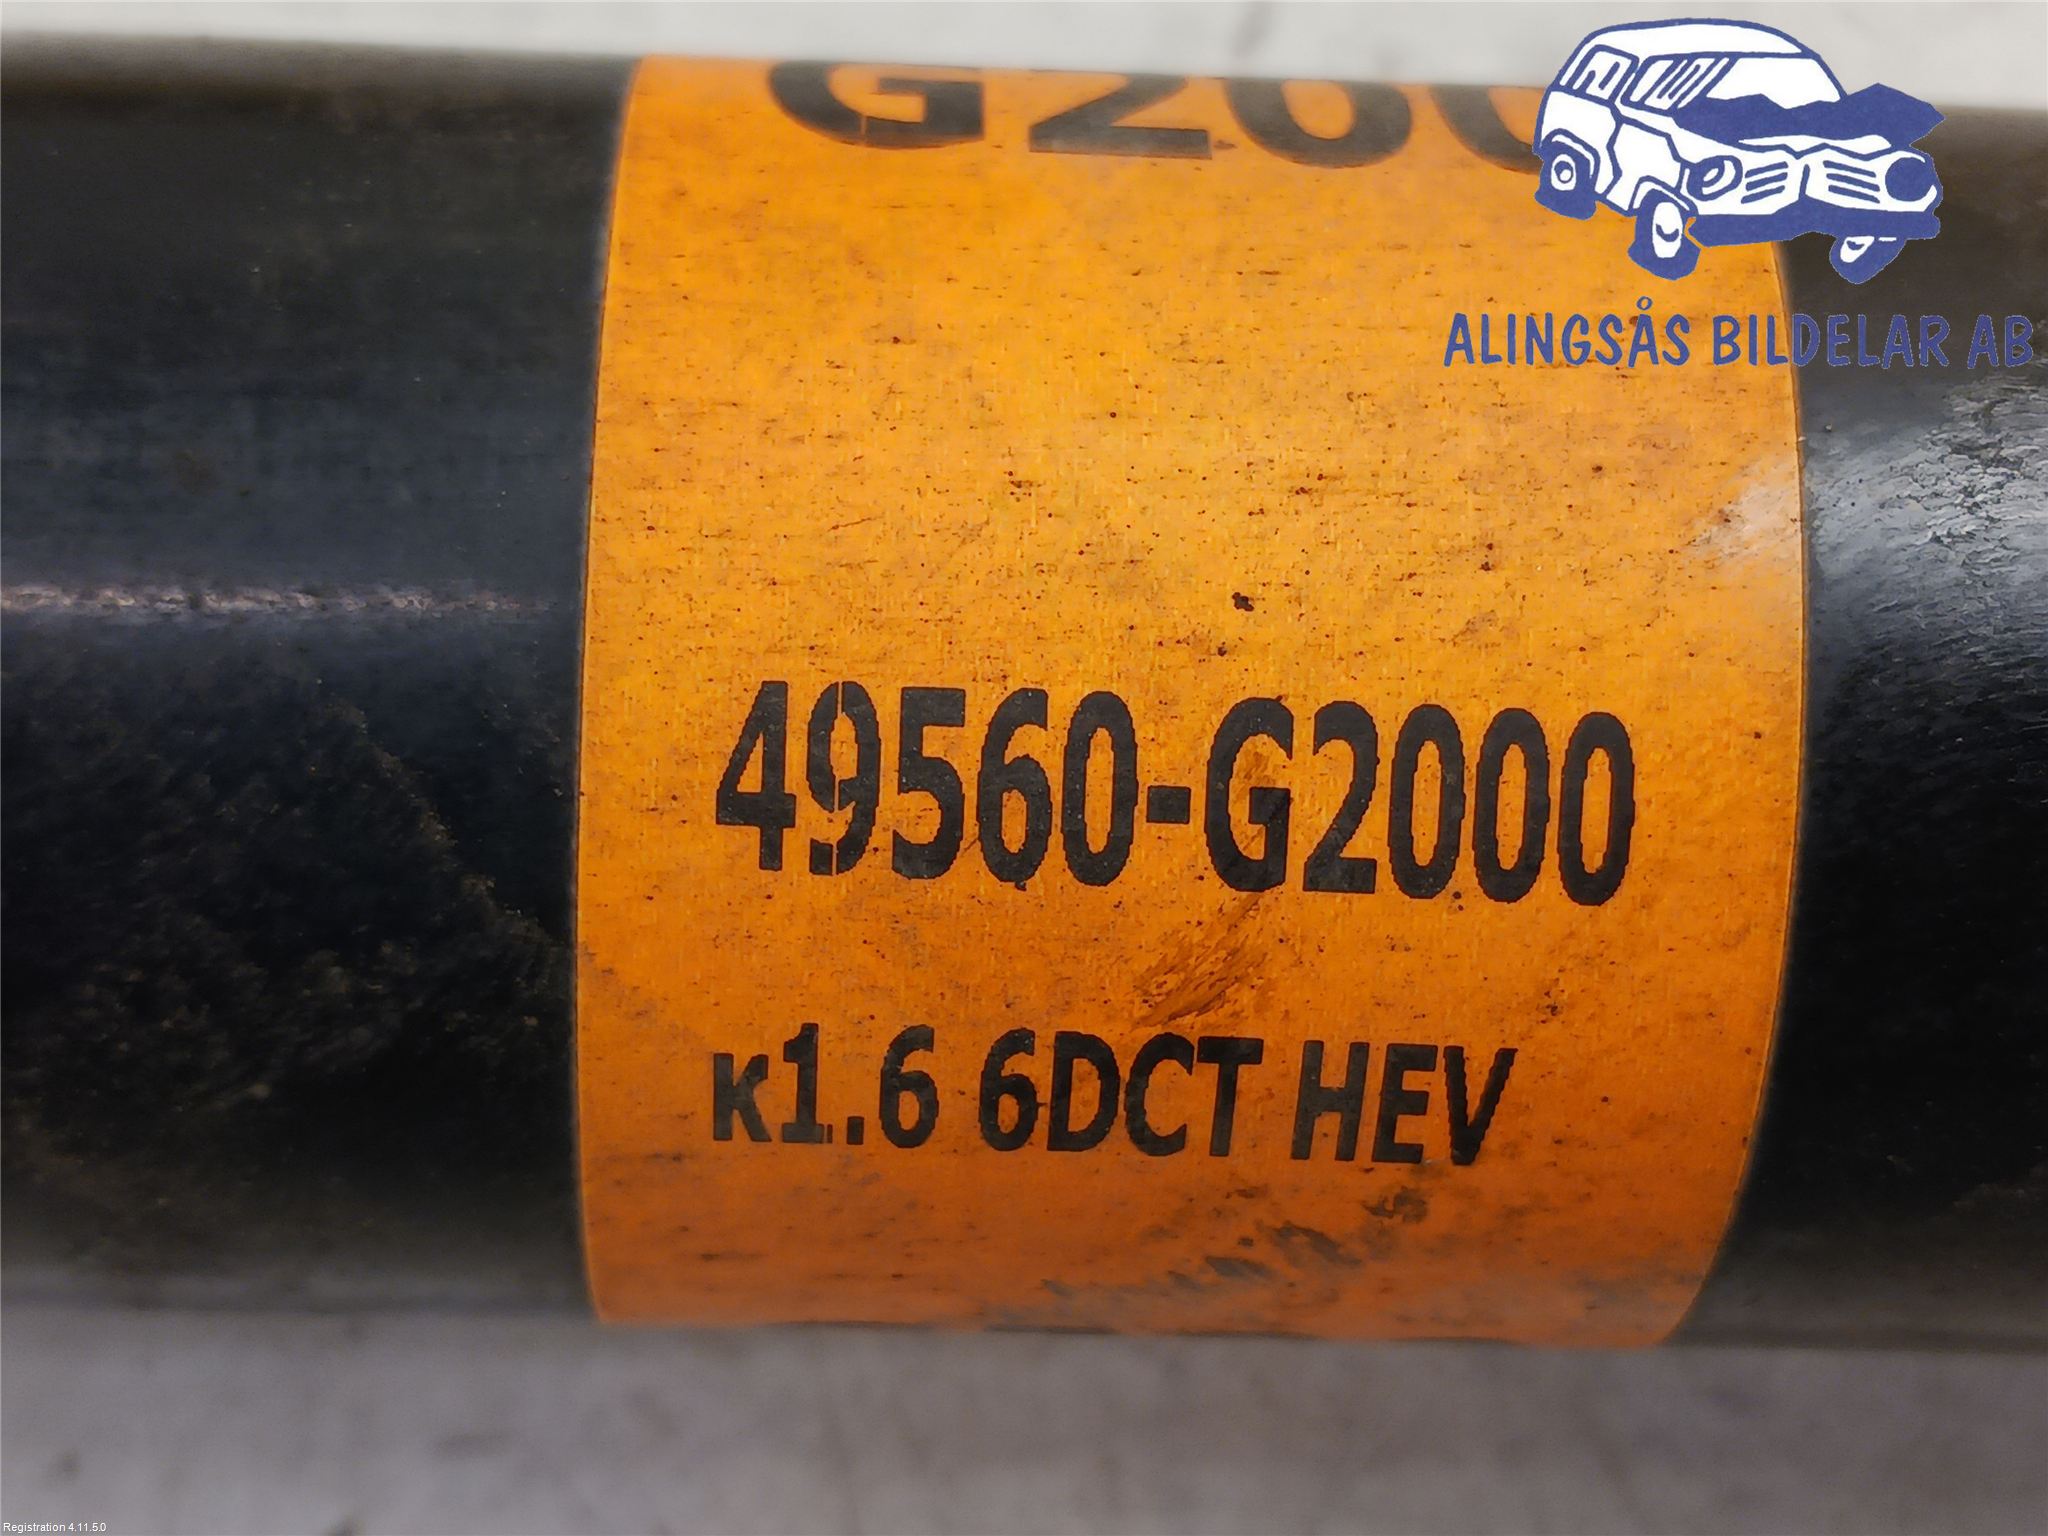 ALINGSÅS BILDELAR AB
49560-G2000
K1.6 6DCT HEV
Registration 4.11.5.0